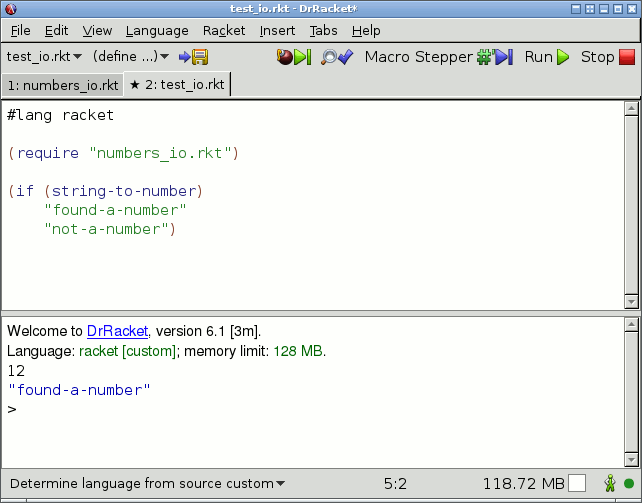 test_io.rkt - DrRacket*
File Edit View Language Racket Insert Tabs Help
test_io.rkt (define ...) Macro Stepper Run Stop
1: numbers_io.rkt ★ 2: test_io.rkt
#lang racket
(require "numbers_io.rkt")
(if (string-to-number)
"found-a-number"
"not-a-number")
Welcome to DrRacket, version 6.1 [3m].
Language: racket [custom]; memory limit: 128 MB.
12
"found-a-number"
>
Determine language from source custom 5:2 118.72 MB